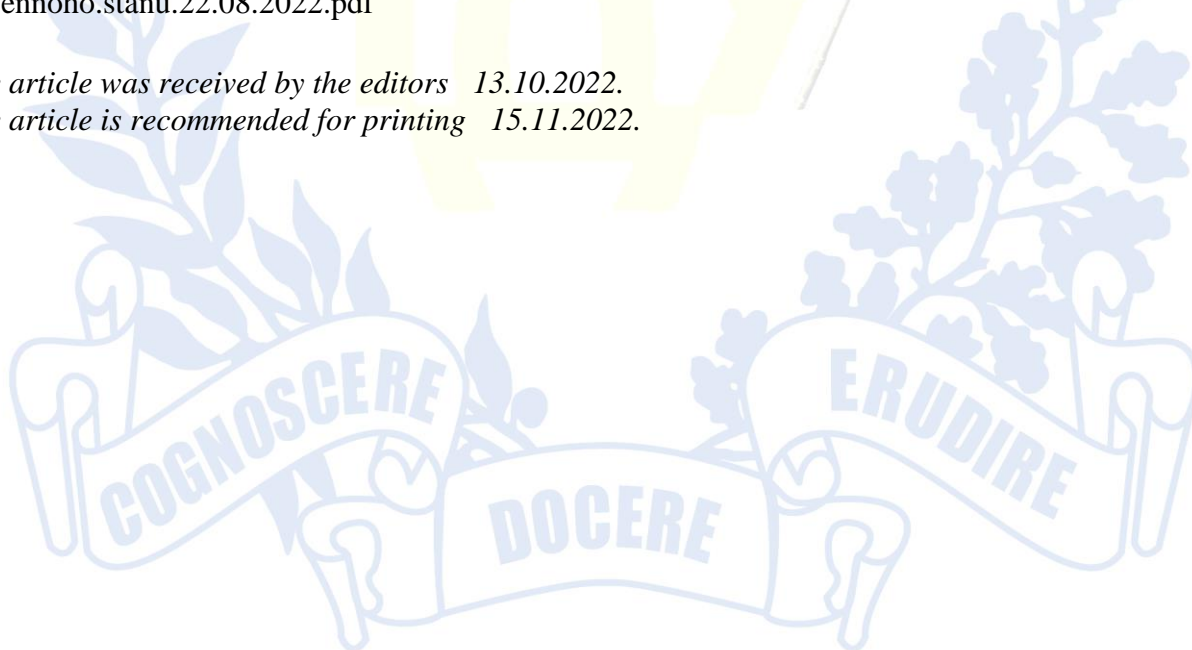 ennoho.stanu.22.08.2022.pdf
article was received by the editors 13.10.2022.
article is recommended for printing 15.11.2022.
COGNOSCERE
DOCERE
ERUDIRE